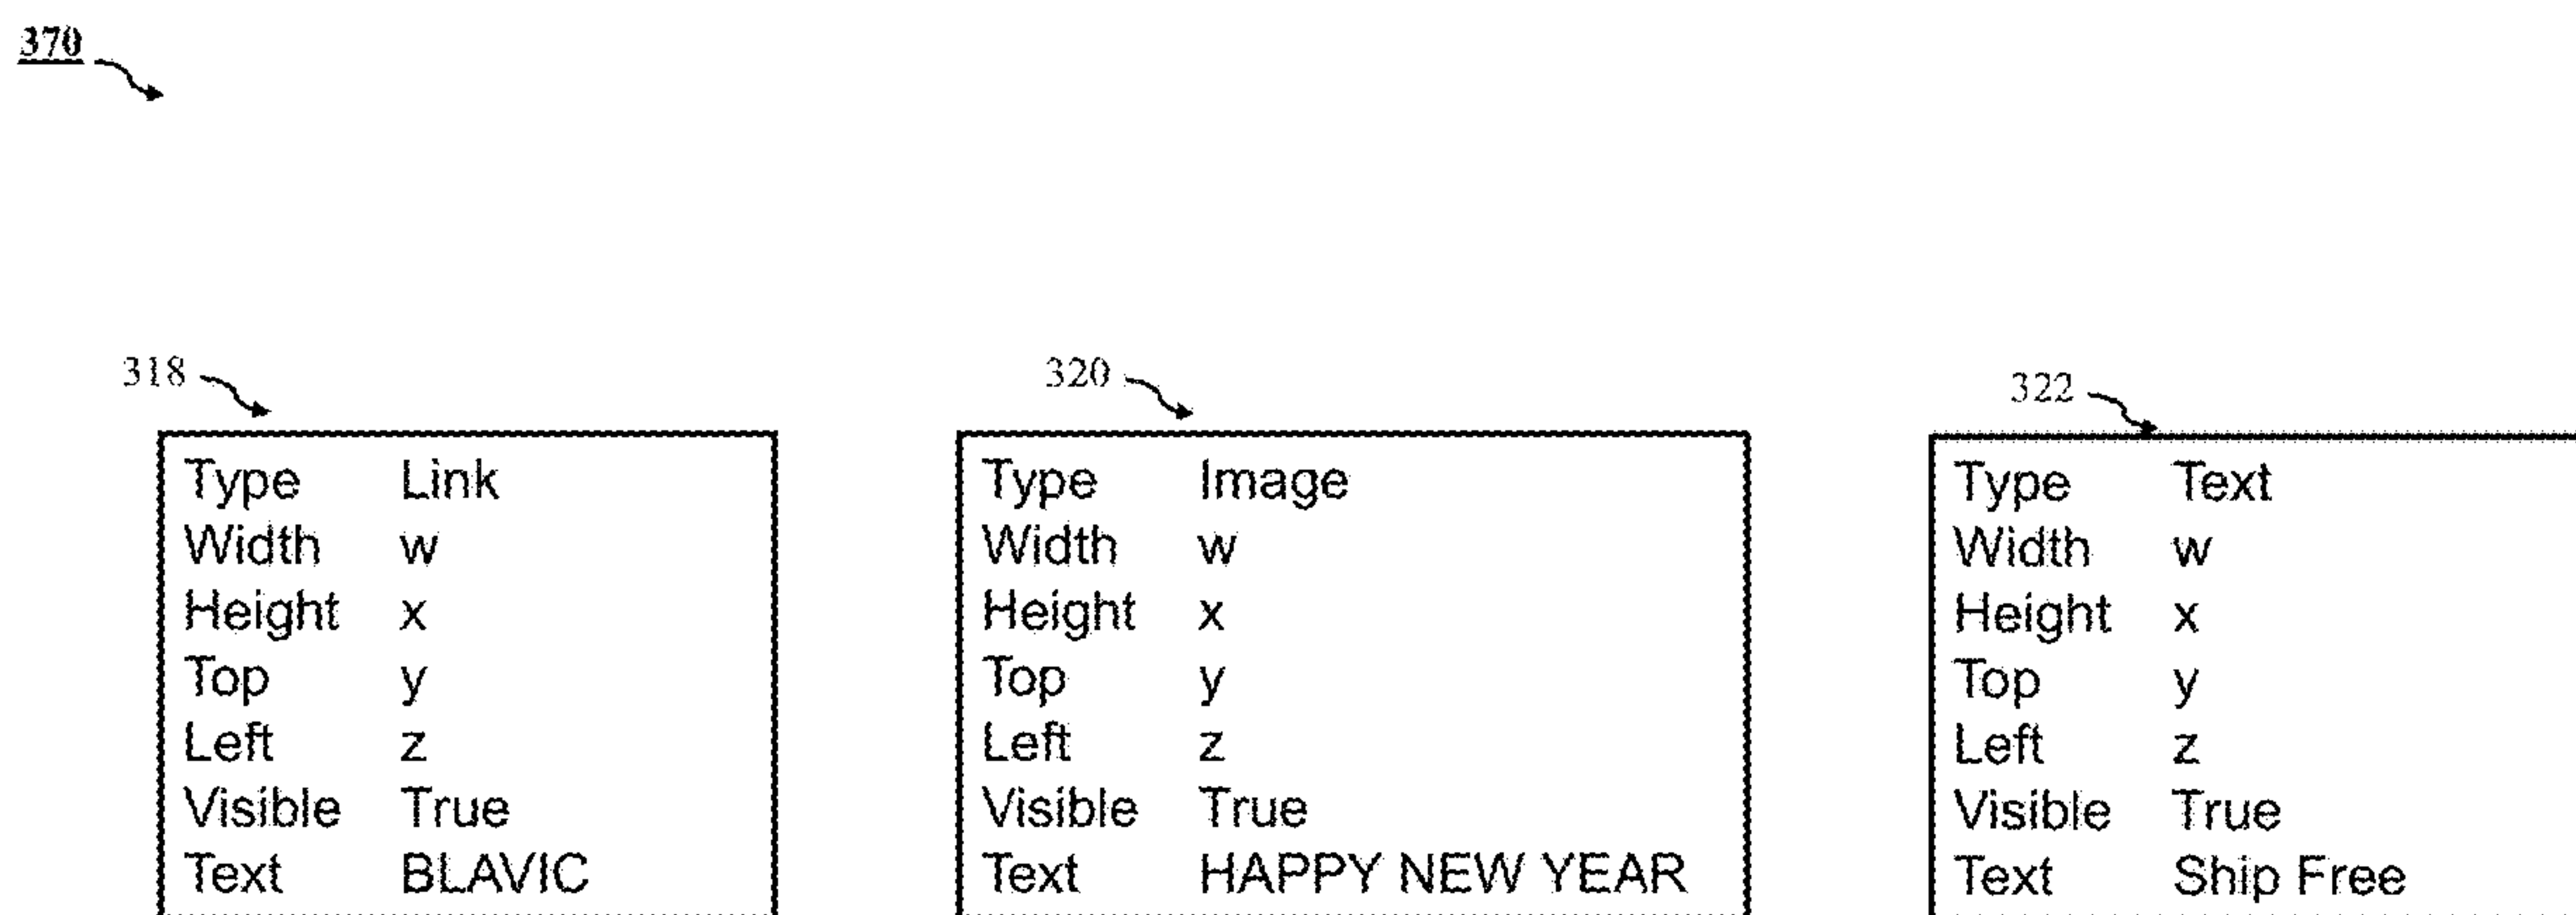 370
318
Type Link
Width w
Height x
Top y
Left z
Visible True
Text BLAVIC
320
Type Image
Width w
Height x
Top y
Left z
Visible True
Text HAPPY NEW YEAR
322
Type Text
Width w
Height x
Top y
Left z
Visible True
Text Ship Free